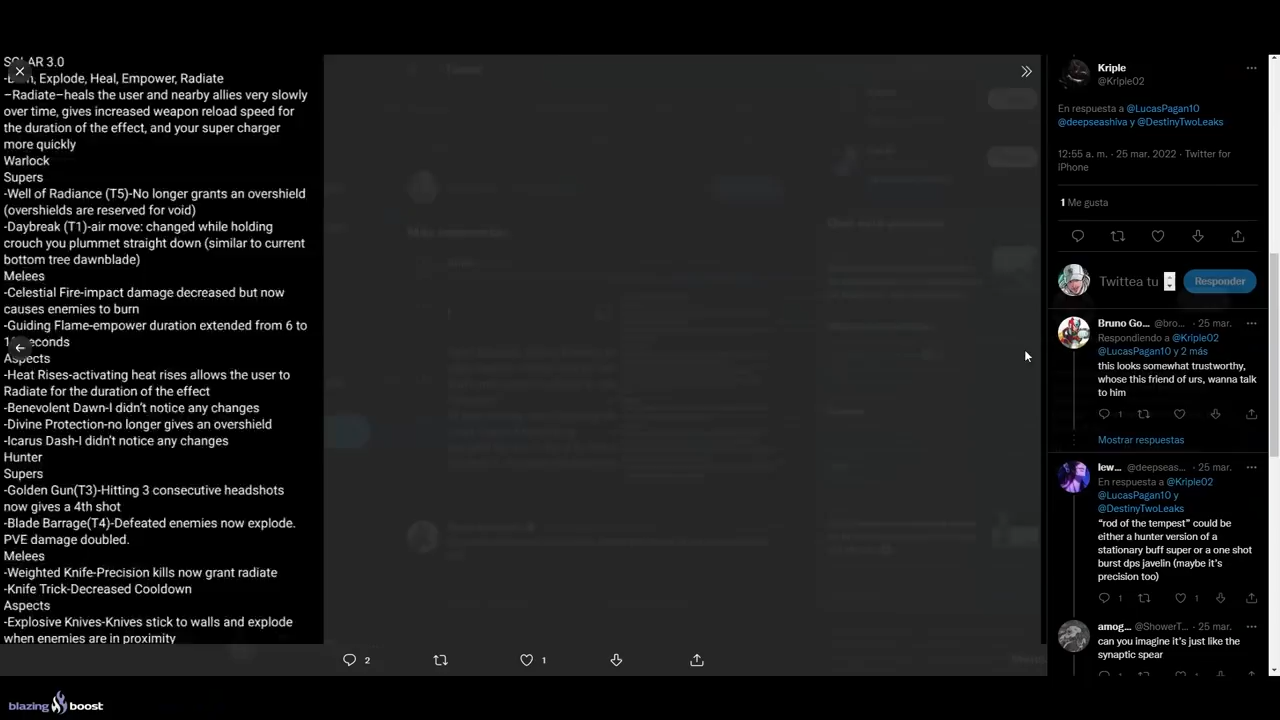 SOLAR 3.0
Explode, Heal, Empower, Radiate
–Radiate–heals the user and nearby allies very slowly
over time, gives increased weapon reload speed for
the duration of the effect, and your super charger
more quickly
Warlock
Supers
-Well of Radiance (T5)-No longer grants an overshield
(overshields are reserved for void)
-Daybreak (T1)-air move: changed while holding
crouch you plummet straight down (similar to current
bottom tree dawnblade)
Melees
-Celestial Fire-impact damage decreased but now
causes enemies to burn
-Guiding Flame-empower duration extended from 6 to
seconds
Aspects
-Heat Rises-activating heat rises allows the user to
Radiate for the duration of the effect
-Benevolent Dawn-I didn't notice any changes
-Divine Protection-no longer gives an overshield
-Icarus Dash-I didn't notice any changes
Hunter
Supers
-Golden Gun(T3)-Hitting 3 consecutive headshots
now gives a 4th shot
-Blade Barrage(T4)-Defeated enemies now explode.
PVE damage doubled.
Melees
-Weighted Knife-Precision kills now grant radiate
-Knife Trick-Decreased Cooldown
Aspects
-Explosive Knives-Knives stick to walls and explode
when enemies are in proximity
2
1
Kriple
@Kriple02
En respuesta a @LucasPagan10
@deepseashiva y @DestinyTwoLeaks
12:55 a. m. · 25 mar. 2022 · Twitter for
iPhone
1 Me gusta
Twittea tu
Responder
Bruno Go... @bro... · 25 mar.
Respondiendo a @Kriple02
@LucasPagan10 y 2 más
this looks somewhat trustworthy,
whose this friend of urs, wanna talk
to him
1
Mostrar respuestas
lew... @deepseas... · 25 mar.
En respuesta a @Kriple02
@LucasPagan10 y
@DestinyTwoLeaks
“rod of the tempest” could be
either a hunter version of a
stationary buff super or a one shot
burst dps javelin (maybe it's
precision too)
1 1
amog... @ShowerT... · 25 mar.
can you imagine it's just like the
synaptic spear
blazing boost